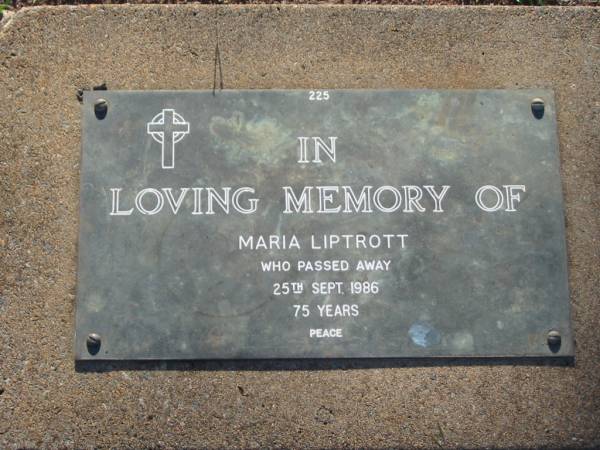 225
IN
LOVING MEMORY OF
MARIA LIPTROTT
WHO PASSED AWAY
25TH SEPT. 1986
75 YEARS
PEACE